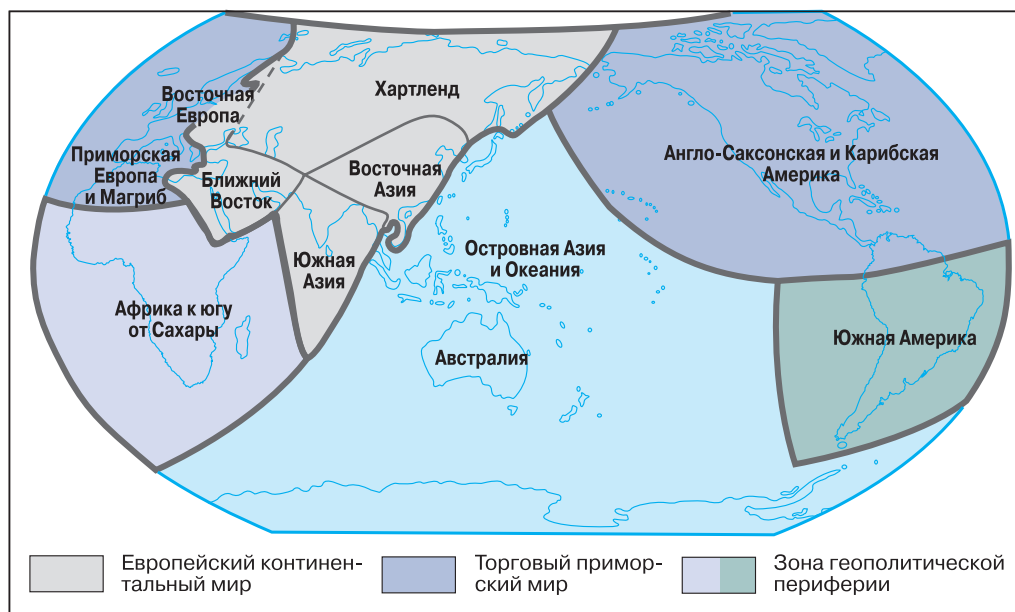 Хартленд
Восточная
Европа
Приморская
Европа
и Магриб
Ближний
Восток
Восточная
Азия
Англо-Саксонская и Карибская
Америка
Южная
Азия
Островная Азия
и Океания
Африка к югу
от Сахары
Австралия
Южная Америка
Европейский континен-
тальный мир
Торговый примор-
ский мир
Зона геополитической
периферии